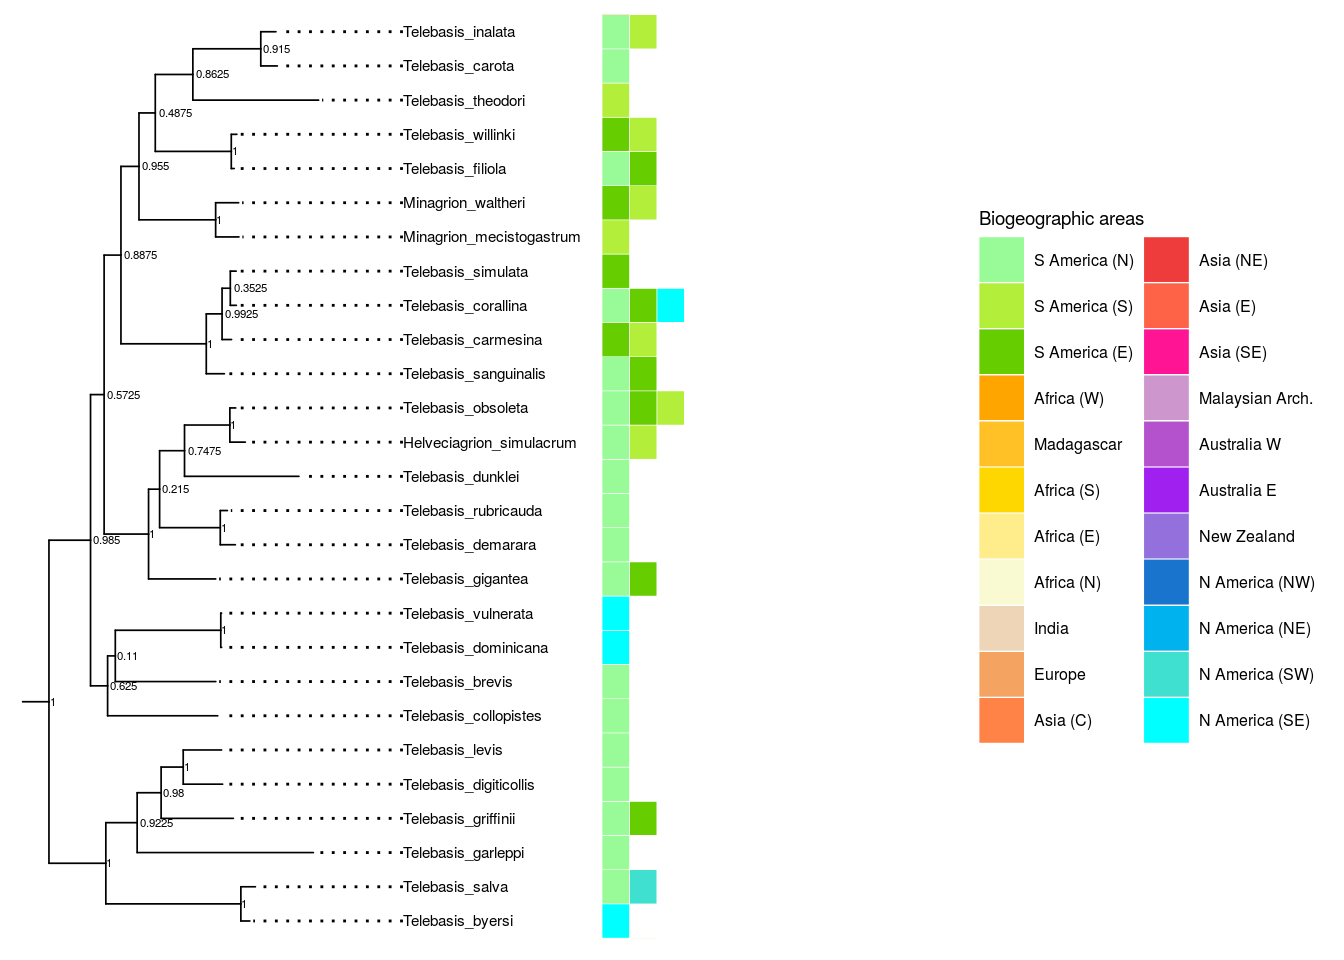 Telebasis_inalata
0.915
Telebasis_carota
0.8625
Telebasis_theodori
0.4875
Telebasis_willinki
1
0.955
Telebasis_filiola
Minagrion_waltheri
1
Minagrion_mecistogastrum
0.8875
Telebasis_simulata
0.3525
Telebasis_corallina
0.9925
Telebasis_carmesina
1
Telebasis_sanguinalis
0.5725
Telebasis_obsoleta
1
Helveciagrion_simulacrum
0.7475
Telebasis_dunklei
0.215
Telebasis_rubricauda
1
0.985
1
Telebasis_demarara
Telebasis_gigantea
Telebasis_vulnerata
1
Telebasis_dominicana
0.11
Telebasis_brevis
0.625
1
Telebasis_collopistes
Telebasis_levis
1
Telebasis_digiticollis
0.98
Telebasis_griffinii
0.9225
Telebasis_garleppi
1
Telebasis_salva
1
Telebasis_byersi
Biogeographic areas
S America (N)
S America (S)
S America (E)
Africa (W)
Madagascar
Africa (S)
Africa (E)
Africa (N)
India
Europe
Asia (C)
Asia (NE)
Asia (E)
Asia (SE)
Malaysian Arch.
Australia W
Australia E
New Zealand
N America (NW)
N America (NE)
N America (SW)
N America (SE)